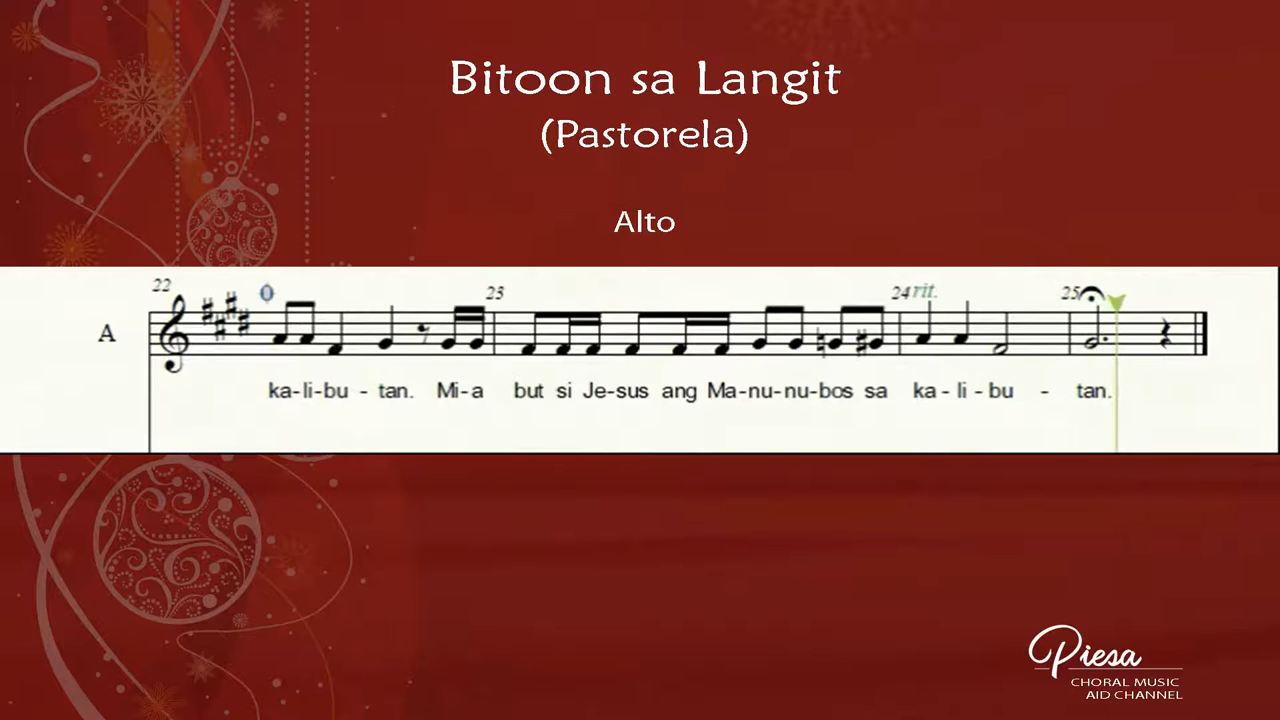 Bitoon sa Langit
(Pastorela)
Alto
22 23 24 rit. 25
A
ka-li-bu - tan. Mi-a but si Je-sus ang Ma-nu-nu-bos sa ka - li - bu - tan.
Piesa
CHORAL MUSIC
AID CHANNEL